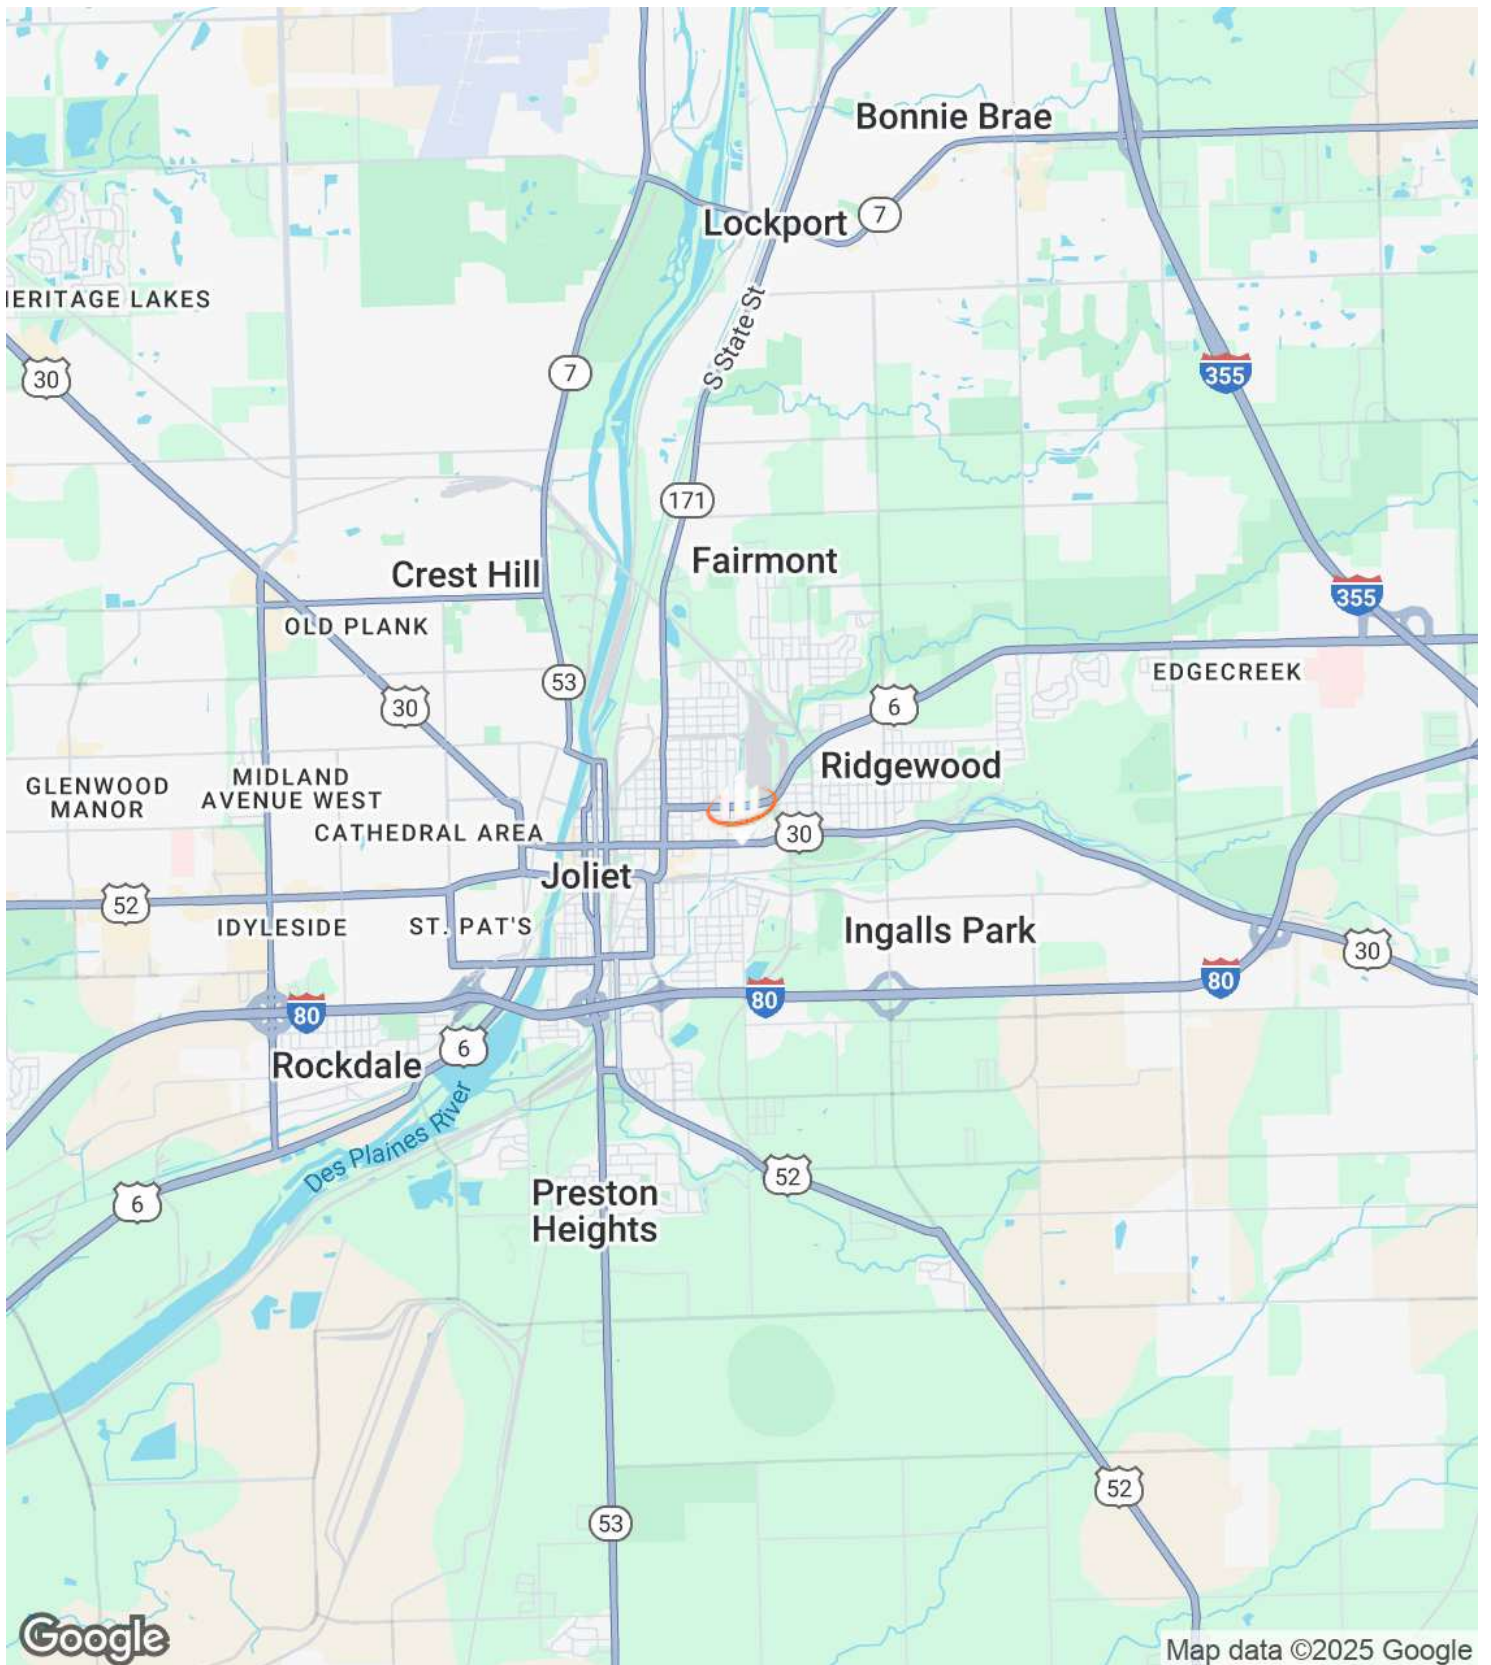 Bonnie Brae
Lockport
7
HERITAGE LAKES
S State St
30
7
355
171
Crest Hill
Fairmont
355
OLD PLANK
53
EDGECREEK
30
6
Ridgewood
GLENWOOD
MANOR
MIDLAND
AVENUE WEST
CATHEDRAL AREA
30
Joliet
52
IDYLESIDE
ST. PAT'S
Ingalls Park
30
80
80
80
6
Rockdale
Des Plaines River
52
6
Preston
Heights
52
53
Google
Map data ©2025 Google